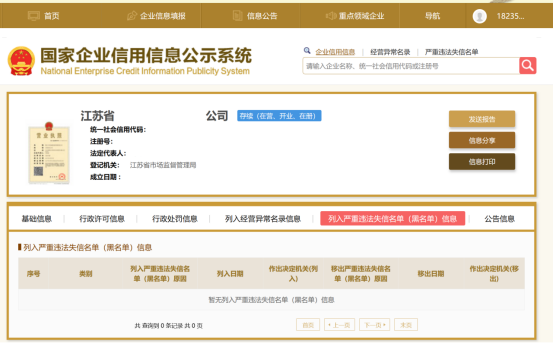 首页 企业信息填报 信息公告 重点领域企业 导航 18235...
国家企业信用信息公示系统
National Enterprise Credit Information Publicity System
企业信用信息 | 经营异常名录 | 严重违法失信名单
请输入企业名称、统一社会信用代码或注册号
江苏省 公司 存续（在营、开业、在册）
统一社会信用代码：
注册号：
法定代表人：
登记机关： 江苏省市场监督管理局
成立日期：
发送报告
信息分享
信息打印
营业执照
基础信息 | 行政许可信息 | 行政处罚信息 | 列入经营异常名录信息 | 列入严重违法失信名单（黑名单）信息 | 公告信息
列入严重违法失信名单（黑名单）信息
序号 类别 列入严重违法失信名单（黑名单）原因 列入日期 作出决定机关(列入) 移出严重违法失信名单（黑名单）原因 移出日期 作出决定机关(移出)
暂无列入严重违法失信名单（黑名单）信息
共 查询到 0 条记录 共 0 页
首页 上一页 下一页 末页